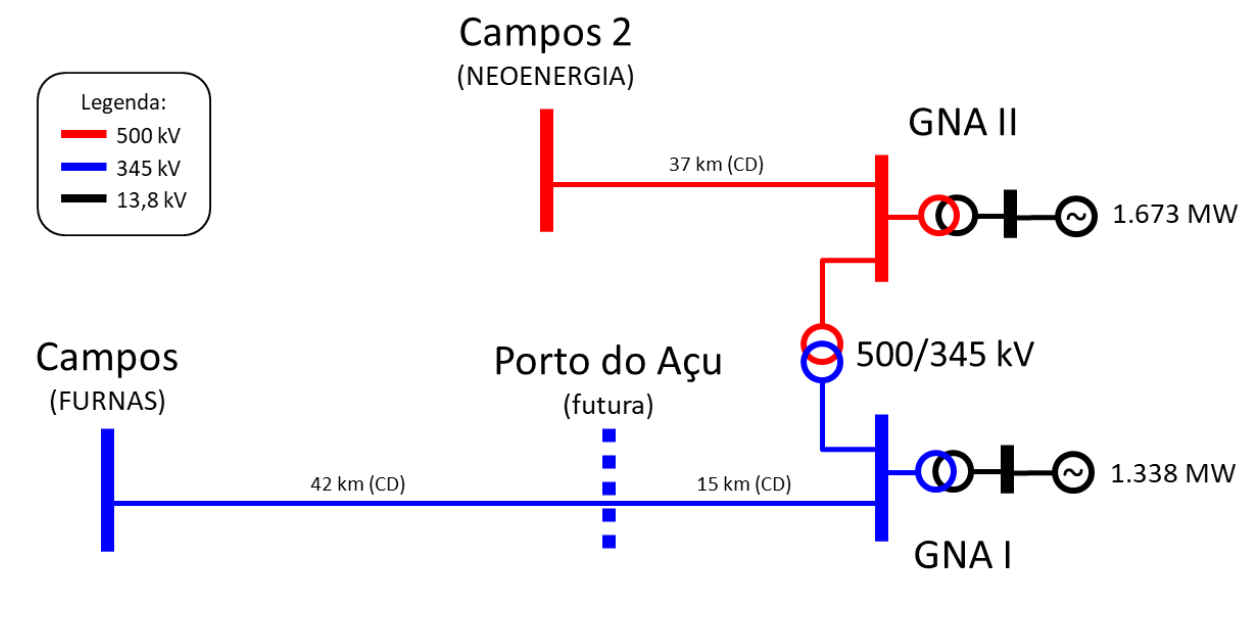 Campos 2
(NEOENERGIA)
Legenda:
500 kV
345 kV
13,8 kV
GNA II
37 km (CD)
~
1.673 MW
500/345 kV
Campos
(FURNAS)
Porto do Açu
(futura)
42 km (CD)
15 km (CD)
~
1.338 MW
GNA I